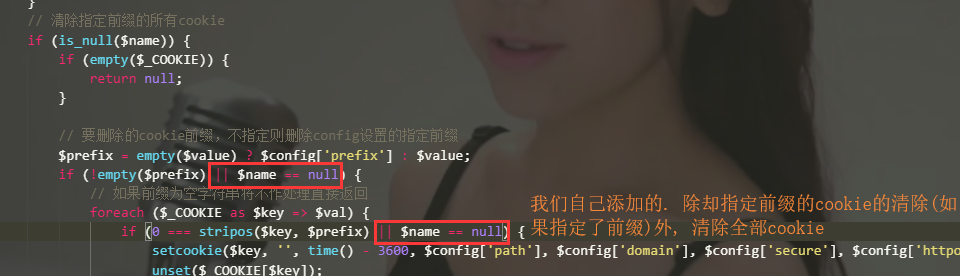 }
// 清除指定前缀的所有cookie
if (is_null($name)) {
if (empty($_COOKIE)) {
return null;
}
// 要删除的cookie前缀，不指定则删除config设置的指定前缀
$prefix = empty($value) ? $config['prefix'] : $value;
if (!empty($prefix) || $name == null) {
// 如果前缀为空字符串将不作处理直接返回
foreach ($_COOKIE as $key => $val) {
if (0 === stripos($key, $prefix) || $name == null) {
setcookie($key, '', time() - 3600, $config['path'], $config['domain'], $config['secure'], $config['httpo
unset($_COOKIE[$key]);
我们自己添加的. 除却指定前缀的cookie的清除(如
果指定了前缀)外, 清除全部cookie